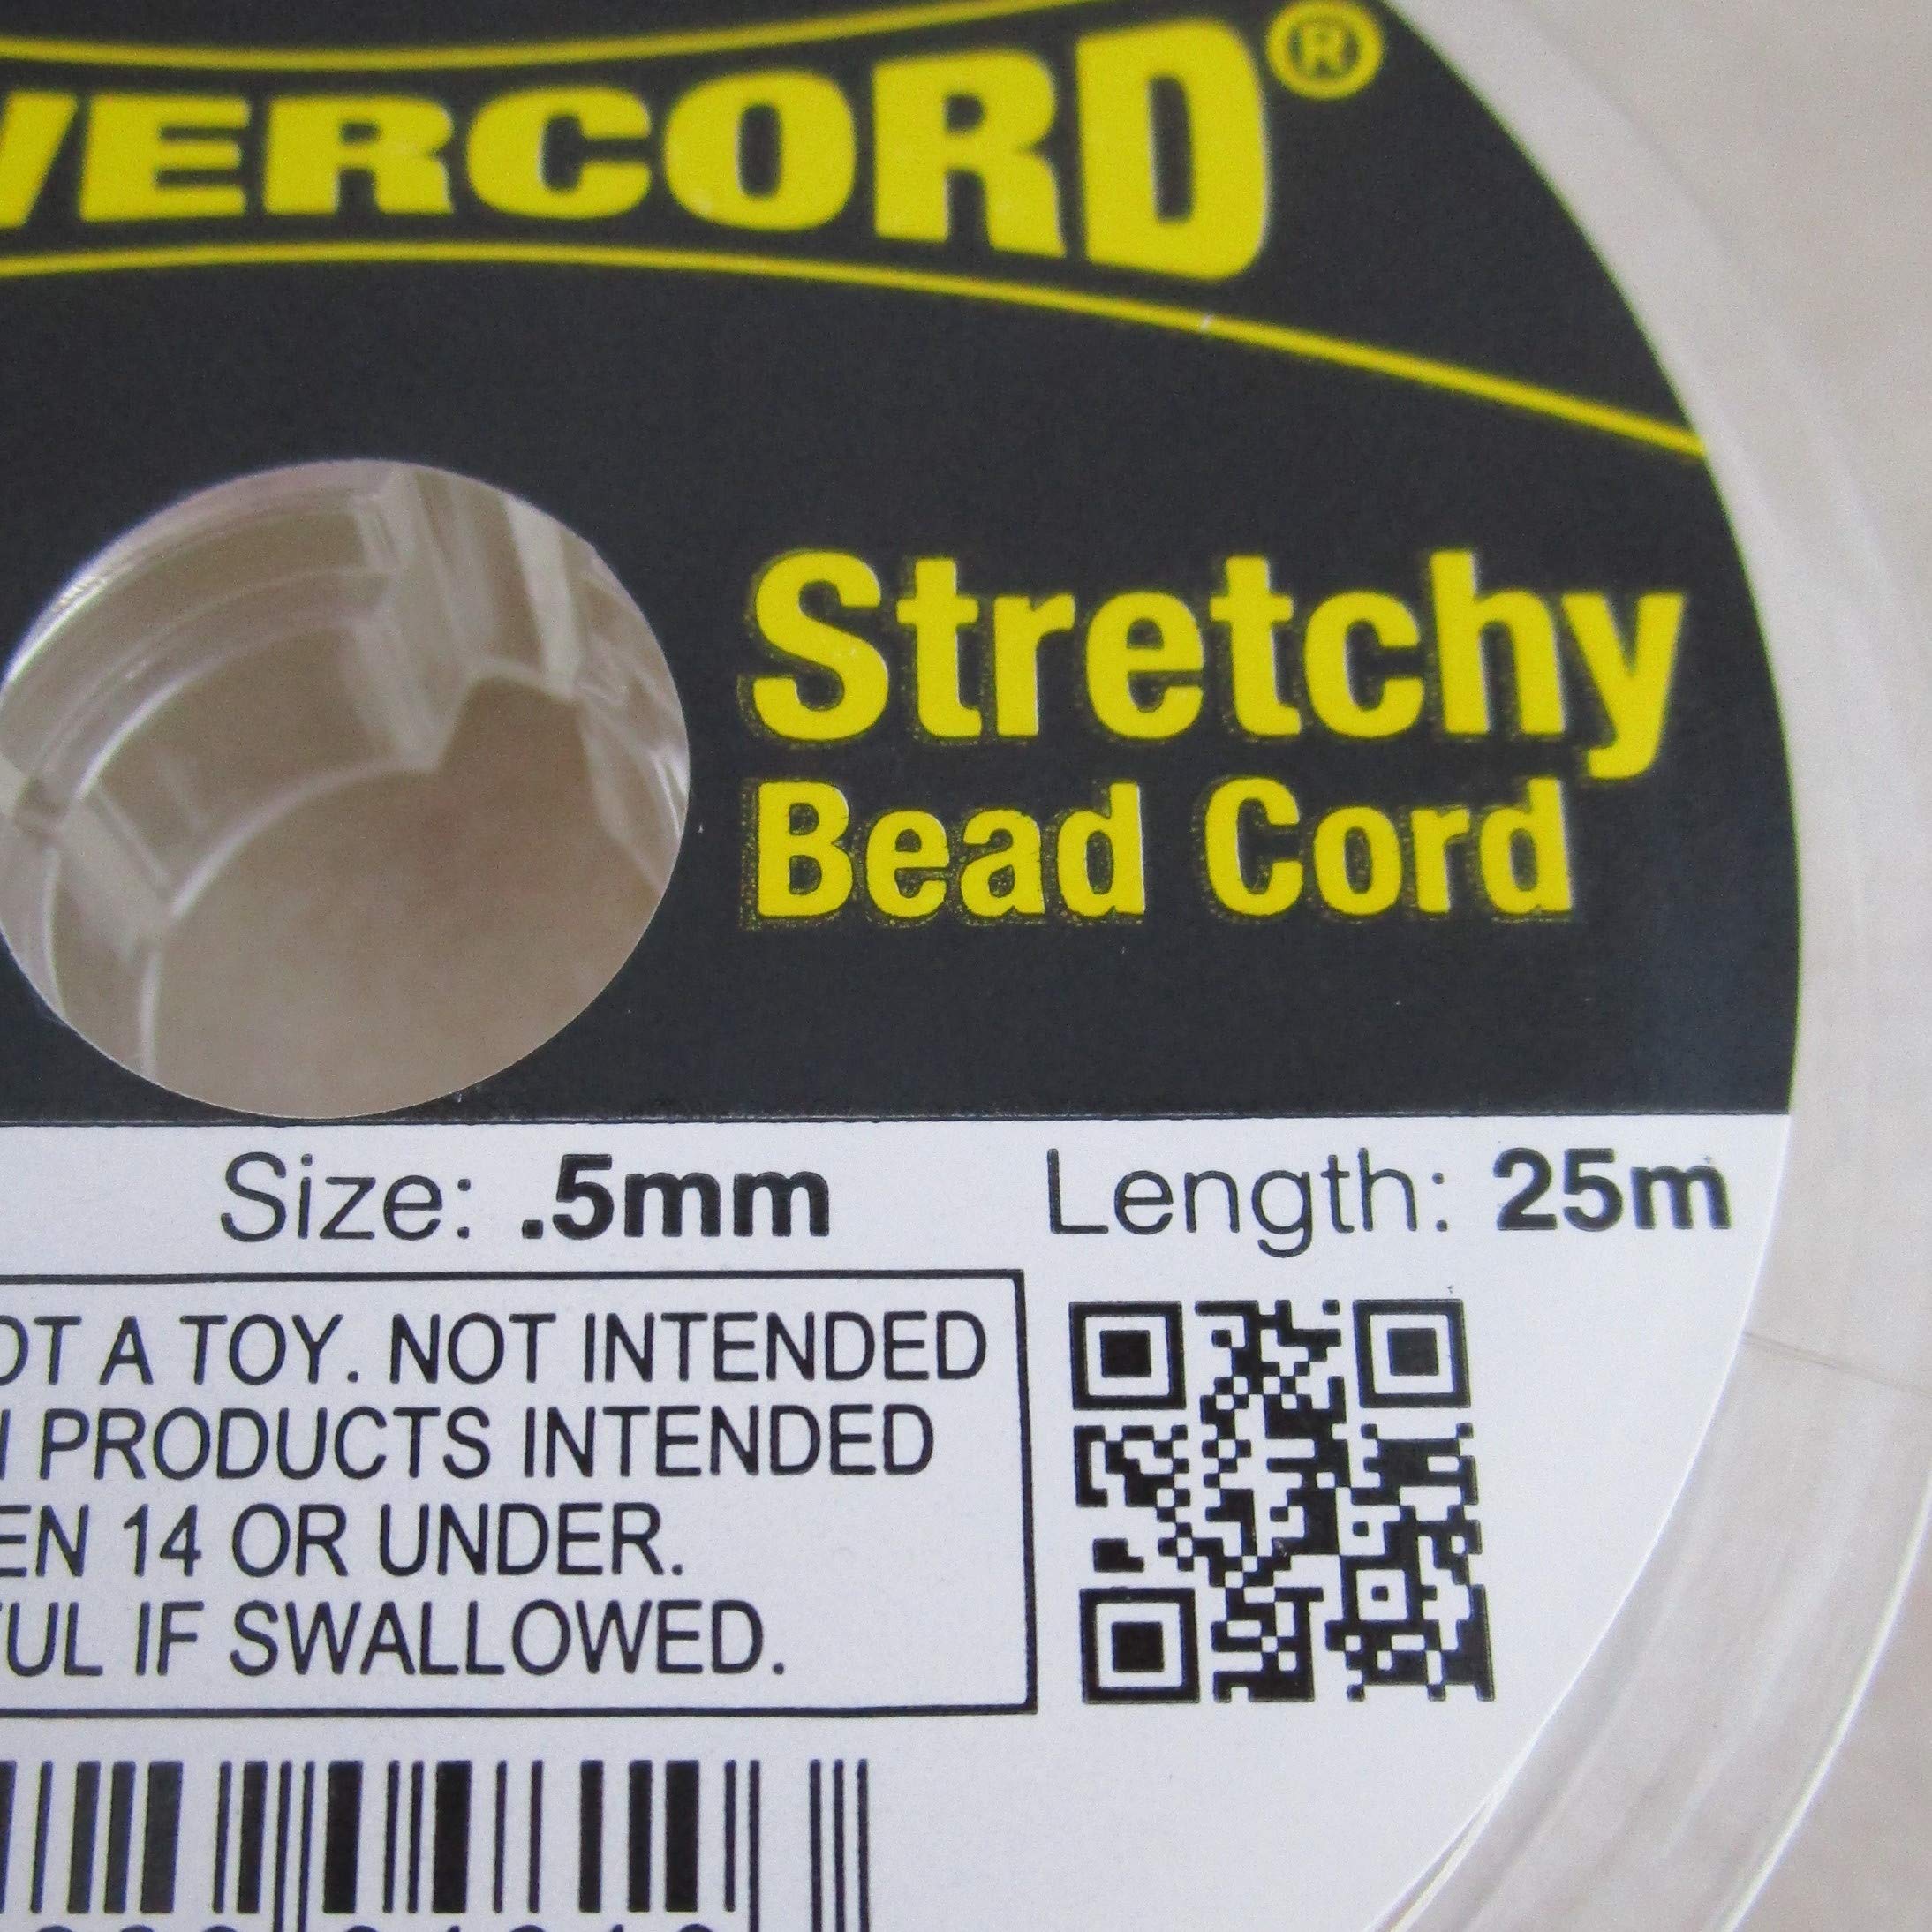 VERCORD®
Stretchy
Bead Cord
Size: .5mm Length: 25m
OT A TOY. NOT INTENDED
PRODUCTS INTENDED
EN 14 OR UNDER.
UL IF SWALLOWED.